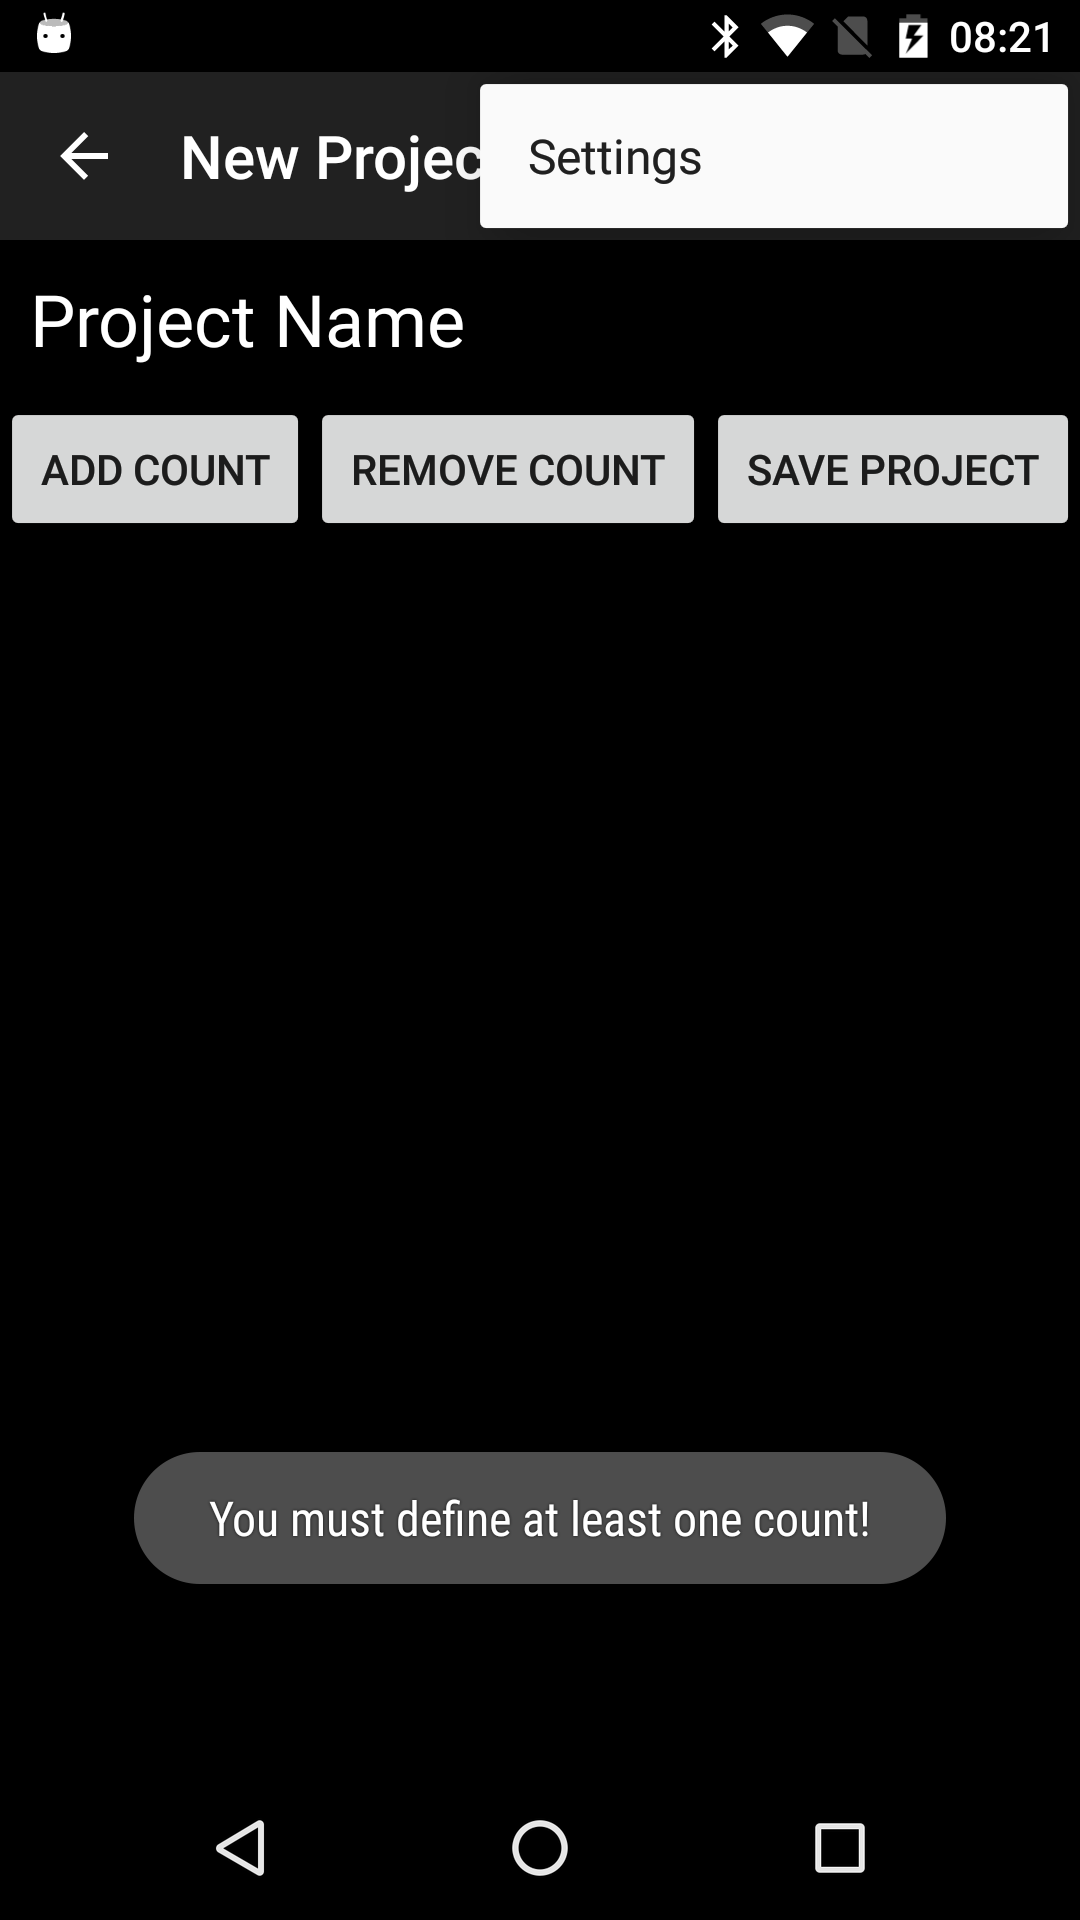 08:21
New Projec
Settings
Project Name
ADD COUNT
REMOVE COUNT
SAVE PROJECT
You must define at least one count!